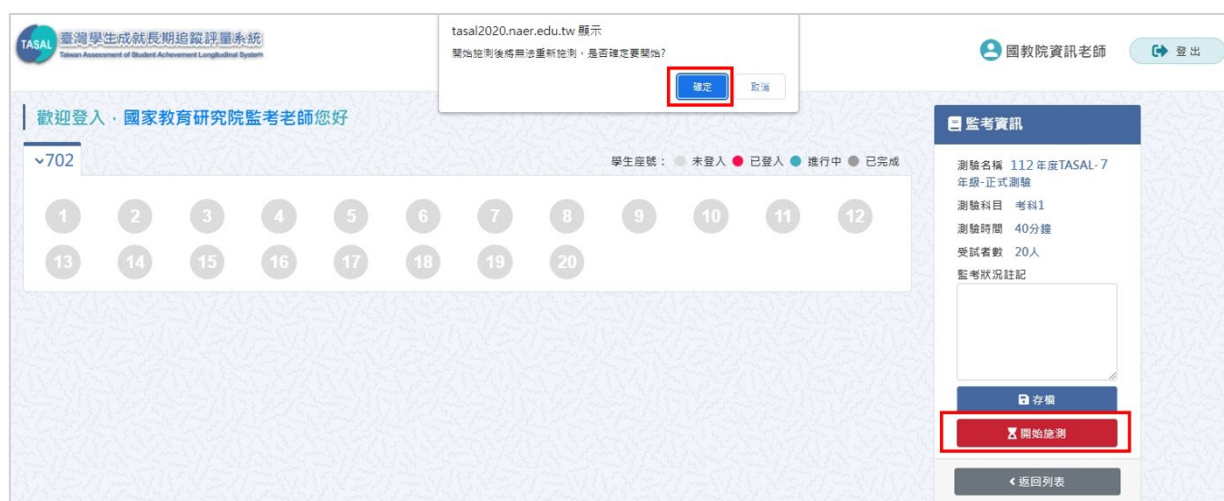 TASAL
臺灣學生成就長期追蹤評量系統
Taiwan Assessment of Student Achievement Longitudinal System
tasal2020.naer.edu.tw 顯示
開始施測後將無法重新施測，是否確定要開始?
確定 取消
國教院資訊老師 登出
歡迎登入，國家教育研究院監考老師您好
702
學生座號： 未登入 已登入 進行中 已完成
1 2 3 4 5 6 7 8 9 10 11 12
13 14 15 16 17 18 19 20
監考資訊
測驗名稱 112年度TASAL-7
年級-正式測驗
測驗科目 考科1
測驗時間 40分鐘
受試者數 20人
監考狀況註記
存檔
開始施測
返回列表